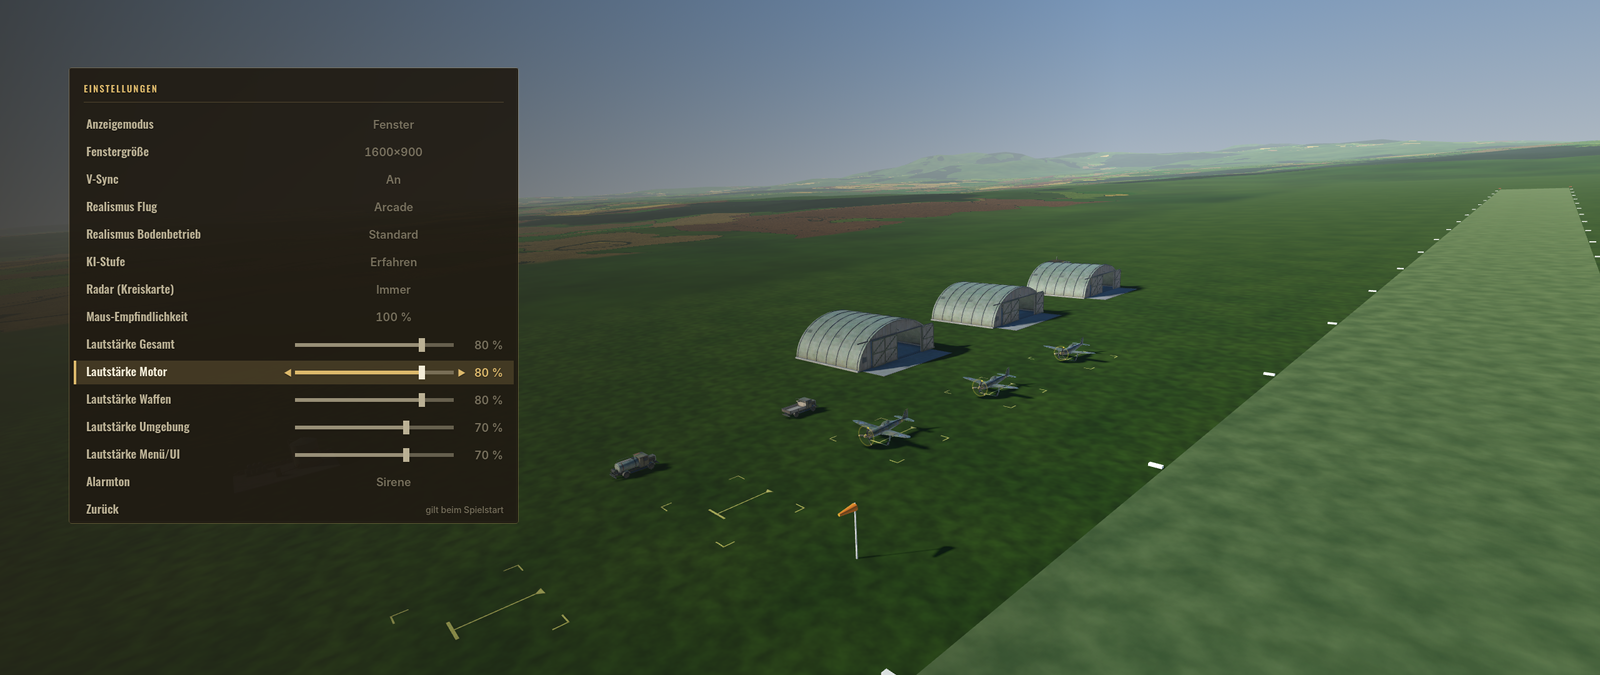 EINSTELLUNGEN
Anzeigemodus Fenster
Fenstergröße 1600×900
V-Sync An
Realismus Flug Arcade
Realismus Bodenbetrieb Standard
KI-Stufe Erfahren
Radar (Kreiskarte) Immer
Maus-Empfindlichkeit 100 %
Lautstärke Gesamt 80 %
Lautstärke Motor 80 %
Lautstärke Waffen 80 %
Lautstärke Umgebung 70 %
Lautstärke Menü/UI 70 %
Alarmton Sirene
Zurück gilt beim Spielstart